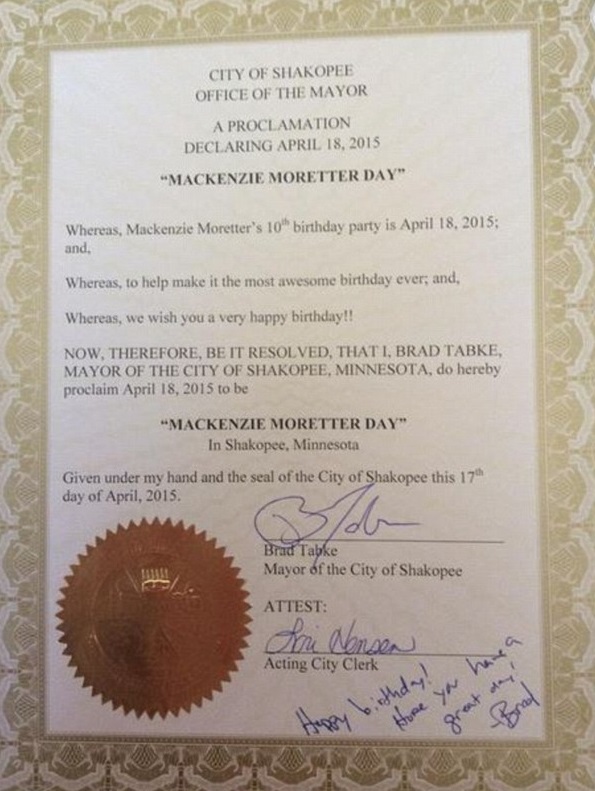 CITY OF SHAKOPEE
OFFICE OF THE MAYOR
A PROCLAMATION
DECLARING APRIL 18, 2015
“MACKENZIE MORETTER DAY”
Whereas, Mackenzie Moretter's 10th birthday party is April 18, 2015;
and,
Whereas, to help make it the most awesome birthday ever; and,
Whereas, we wish you a very happy birthday!!
NOW, THEREFORE, BE IT RESOLVED, THAT I, BRAD TABKE,
MAYOR OF THE CITY OF SHAKOPEE, MINNESOTA, do hereby
proclaim April 18, 2015 to be
“MACKENZIE MORETTER DAY”
In Shakopee, Minnesota
Given under my hand and the seal of the City of Shakopee this 17th
day of April, 2015.
Brad Tabke
Mayor of the City of Shakopee
ATTEST:
Lori Hensen
Acting City Clerk
Happy birthday!
Hope you have a
great day!
Brad